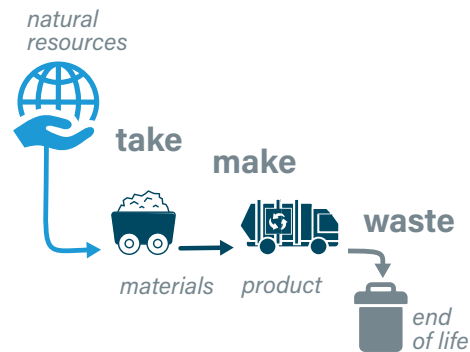 natural
resources
take
make
waste
materials
product
end
of life